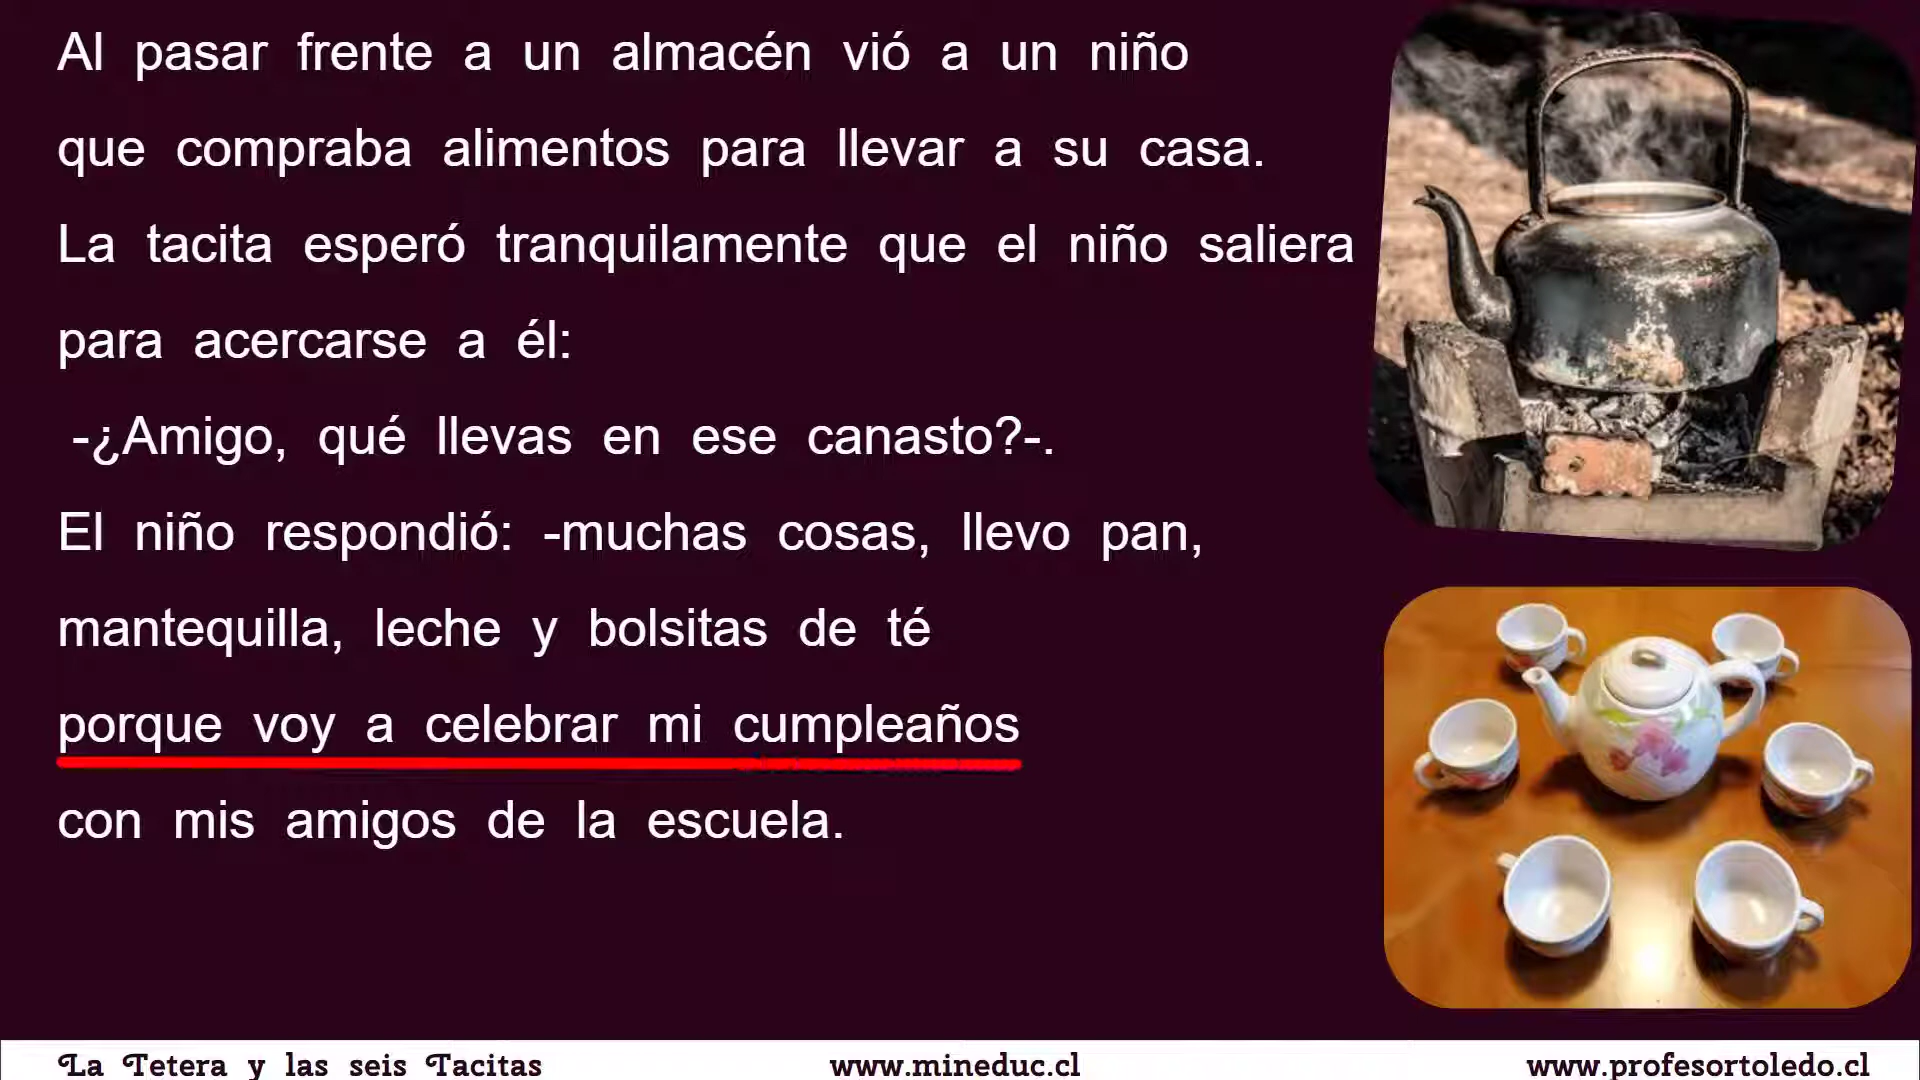 Al pasar frente a un almacén vió a un niño
que compraba alimentos para llevar a su casa.
La tacita esperó tranquilamente que el niño saliera
para acercarse a él:
-¿Amigo, qué llevas en ese canasto?-.
El niño respondió: -muchas cosas, llevo pan,
mantequilla, leche y bolsitas de té
porque voy a celebrar mi cumpleaños
con mis amigos de la escuela.
La Tetera y las seis Tacitas
www.mineduc.cl
www.profesortoledo.cl